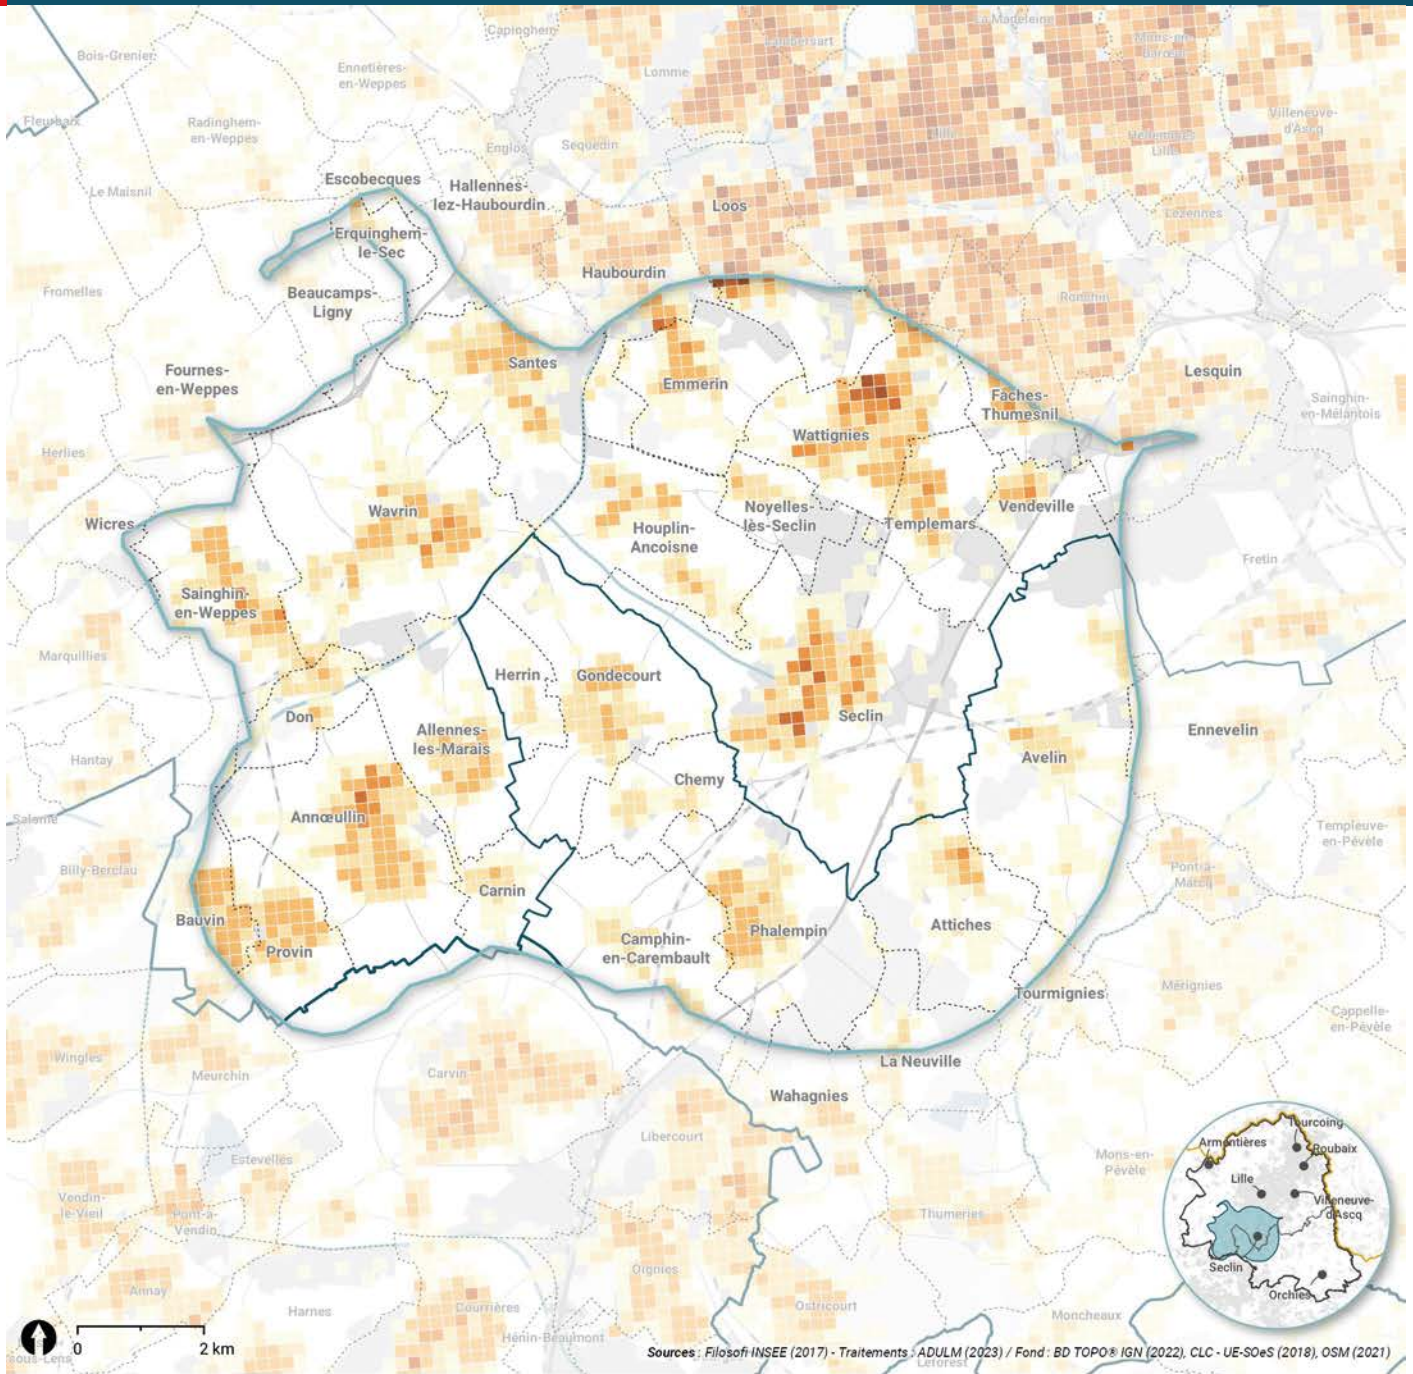 La Madeleine
Capinghem
Lambersart
Mons-en-
Barœul
Bois-Grenier
Ennetières-
en-Weppes
Lomme
Fleurbaix
Radinghem-
en-Weppes
Villeneuve-
d'Ascq
Lille
Hellemmes
Lille
Englos
Sequedin
Le Maisnil
Escobecques
Hallennes-
lez-Haubourdin
Loos
Lezennes
Erquinghem-
le-Sec
Haubourdin
Fromelles
Beaucamps-
Ligny
Ronchin
Fournes-
en-Weppes
Santes
Emmerin
Lesquin
Faches-
Thumesnil
Sainghin-
en-Mélantois
Wattignies
Herlies
Wavrin
Wicres
Houplin-
Ancoisne
Noyelles-
lès-Seclin
Templemars
Vendeville
Fretin
Sainghin-
en-Weppes
Marquillies
Herrin
Gondecourt
Don
Seclin
Allennes-
les-Marais
Ennevelin
Avelin
Hantay
Chemy
Annœullin
Salomé
Templeuve-
en-Pévèle
Billy-Berclau
Pont-à-
Marcq
Carnin
Bauvin
Provin
Camphin-
en-Carembault
Phalempin
Attiches
Tourmignies
Mérignies
Cappelle-
en-Pévèle
Wingles
Meurchin
Carvin
La Neuville
Wahagnies
Libercourt
Estevelles
Mons-en-
Pévèle
Vendin-
le-Vieil
Pont-à-
Vendin
Thumeries
Oignies
Annay
Harnes
Courrières
Hénin-Beaumont
Ostricourt
Moncheaux
Leforest
sous-Lens
Tourcoing
Armentières
Roubaix
Lille
Villeneuve-
d'Ascq
Seclin
Orchies
0 2 km
Sources : Filosofi INSEE (2017) - Traitements : ADULM (2023) / Fond : BD TOPO® IGN (2022), CLC - UE-SOeS (2018), OSM (2021)